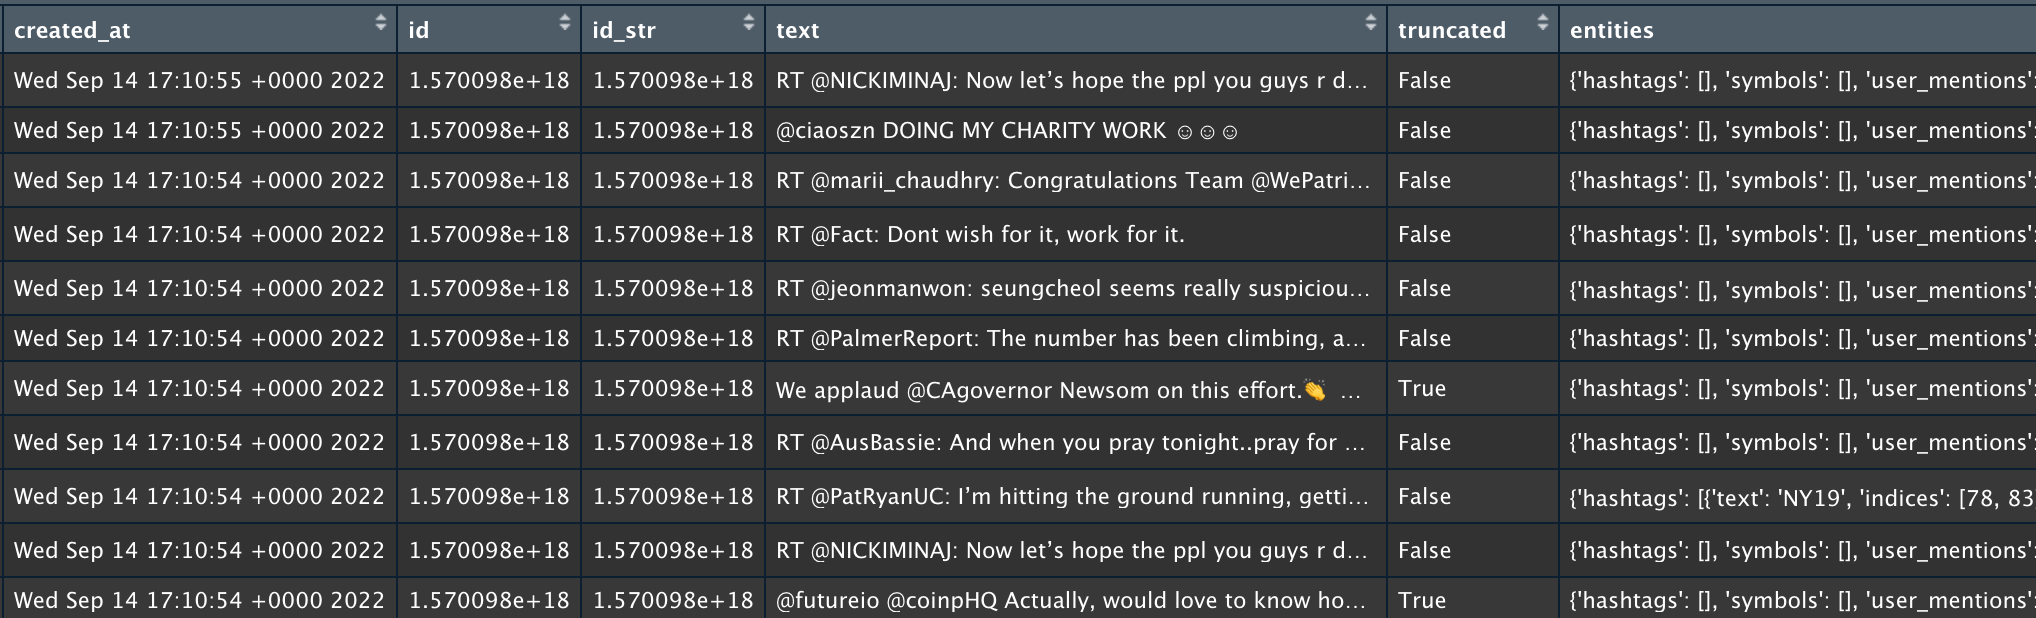 created_at id id_str text truncated entities
Wed Sep 14 17:10:55 +0000 2022 1.570098e+18 1.570098e+18 RT @NICKIMINAJ: Now let’s hope the ppl you guys r d... False {'hashtags': [], 'symbols': [], 'user_mentions':
Wed Sep 14 17:10:55 +0000 2022 1.570098e+18 1.570098e+18 @ciaoszn DOING MY CHARITY WORK ☺☺☺ False {'hashtags': [], 'symbols': [], 'user_mentions':
Wed Sep 14 17:10:54 +0000 2022 1.570098e+18 1.570098e+18 RT @marii_chaudhry: Congratulations Team @WePatri... False {'hashtags': [], 'symbols': [], 'user_mentions':
Wed Sep 14 17:10:54 +0000 2022 1.570098e+18 1.570098e+18 RT @Fact: Dont wish for it, work for it. False {'hashtags': [], 'symbols': [], 'user_mentions':
Wed Sep 14 17:10:54 +0000 2022 1.570098e+18 1.570098e+18 RT @jeonmanwon: seungcheol seems really suspiciou... False {'hashtags': [], 'symbols': [], 'user_mentions':
Wed Sep 14 17:10:54 +0000 2022 1.570098e+18 1.570098e+18 RT @PalmerReport: The number has been climbing, a... False {'hashtags': [], 'symbols': [], 'user_mentions':
Wed Sep 14 17:10:54 +0000 2022 1.570098e+18 1.570098e+18 We applaud @CAgovernor Newsom on this effort.👏 ... True {'hashtags': [], 'symbols': [], 'user_mentions':
Wed Sep 14 17:10:54 +0000 2022 1.570098e+18 1.570098e+18 RT @AusBassie: And when you pray tonight..pray for ... False {'hashtags': [], 'symbols': [], 'user_mentions':
Wed Sep 14 17:10:54 +0000 2022 1.570098e+18 1.570098e+18 RT @PatRyanUC: I’m hitting the ground running, getti... False {'hashtags': [{'text': 'NY19', 'indices': [78, 83
Wed Sep 14 17:10:54 +0000 2022 1.570098e+18 1.570098e+18 RT @NICKIMINAJ: Now let’s hope the ppl you guys r d... False {'hashtags': [], 'symbols': [], 'user_mentions':
Wed Sep 14 17:10:54 +0000 2022 1.570098e+18 1.570098e+18 @futureio @coinpHQ Actually, would love to know ho... True {'hashtags': [], 'symbols': [], 'user_mentions':